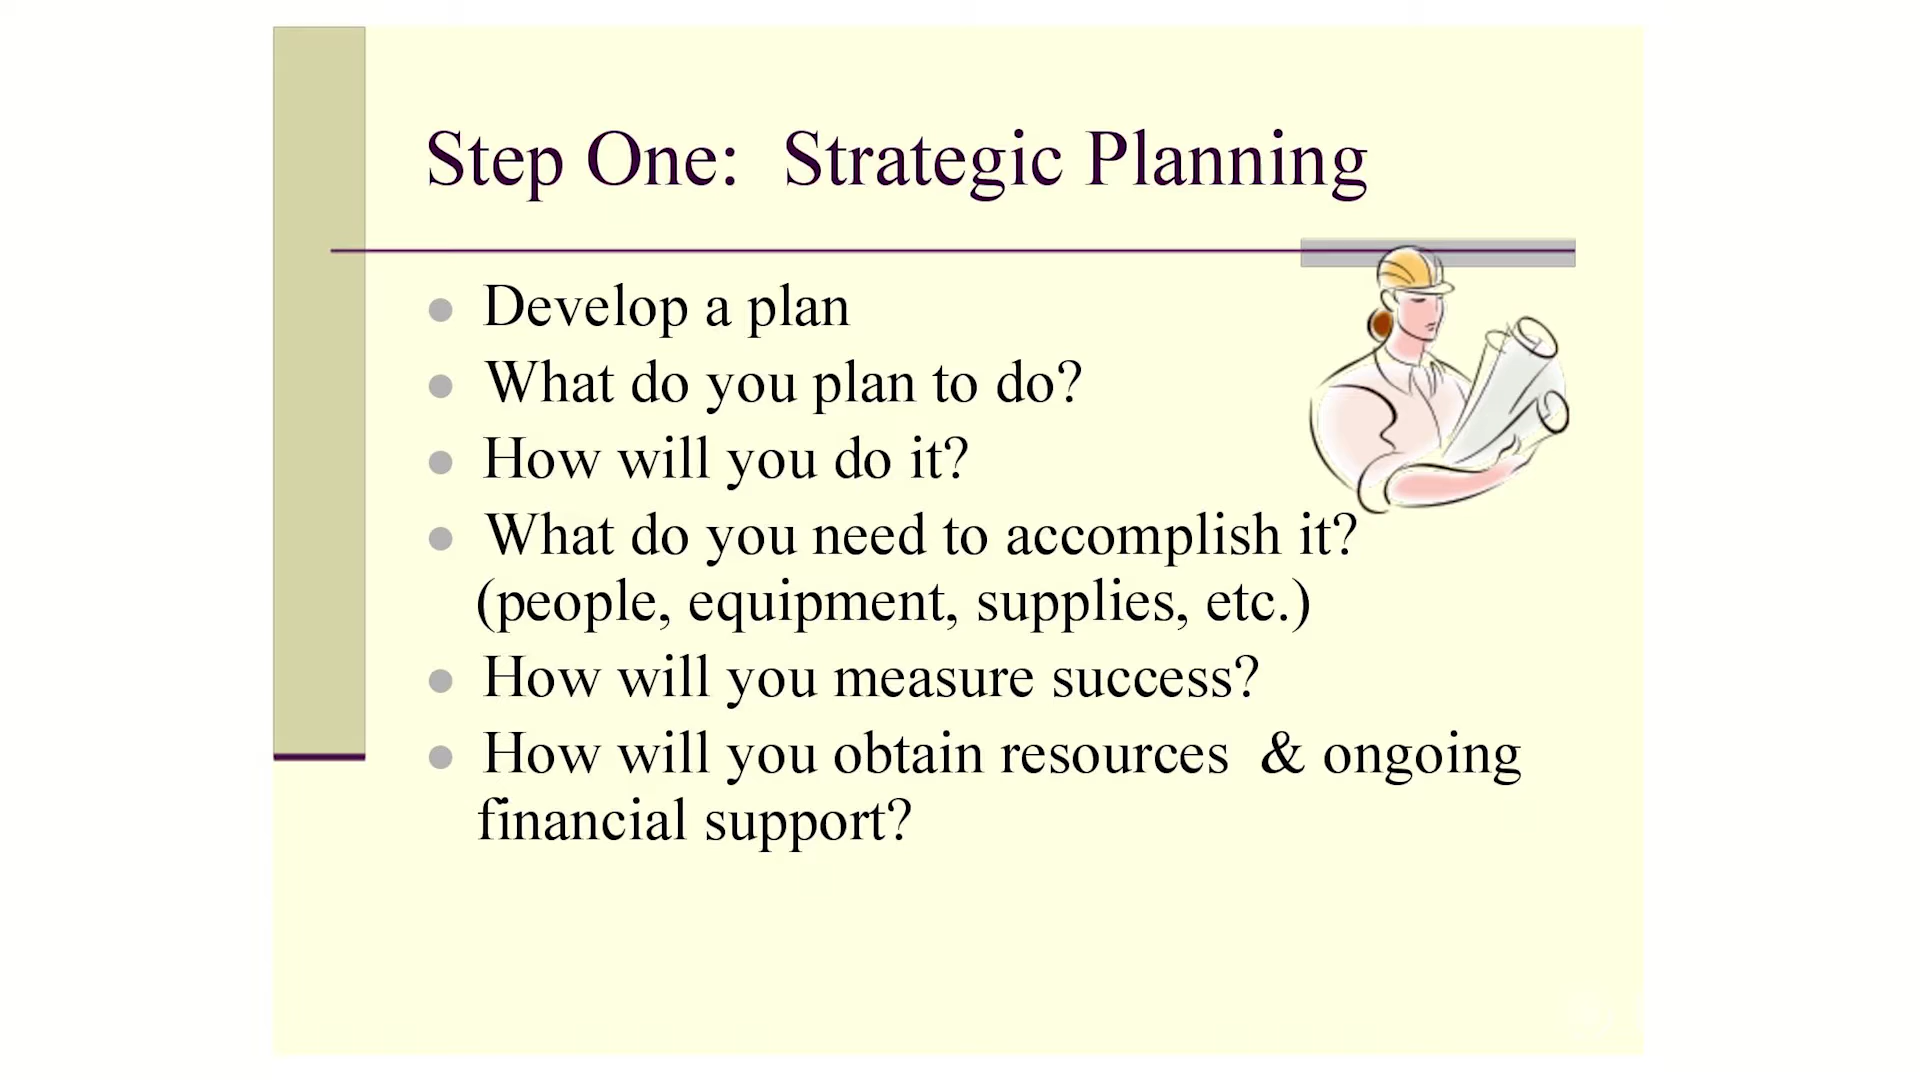 Step One: Strategic Planning
Develop a plan
What do you plan to do?
How will you do it?
What do you need to accomplish it?
(people, equipment, supplies, etc.)
How will you measure success?
How will you obtain resources & ongoing
financial support?